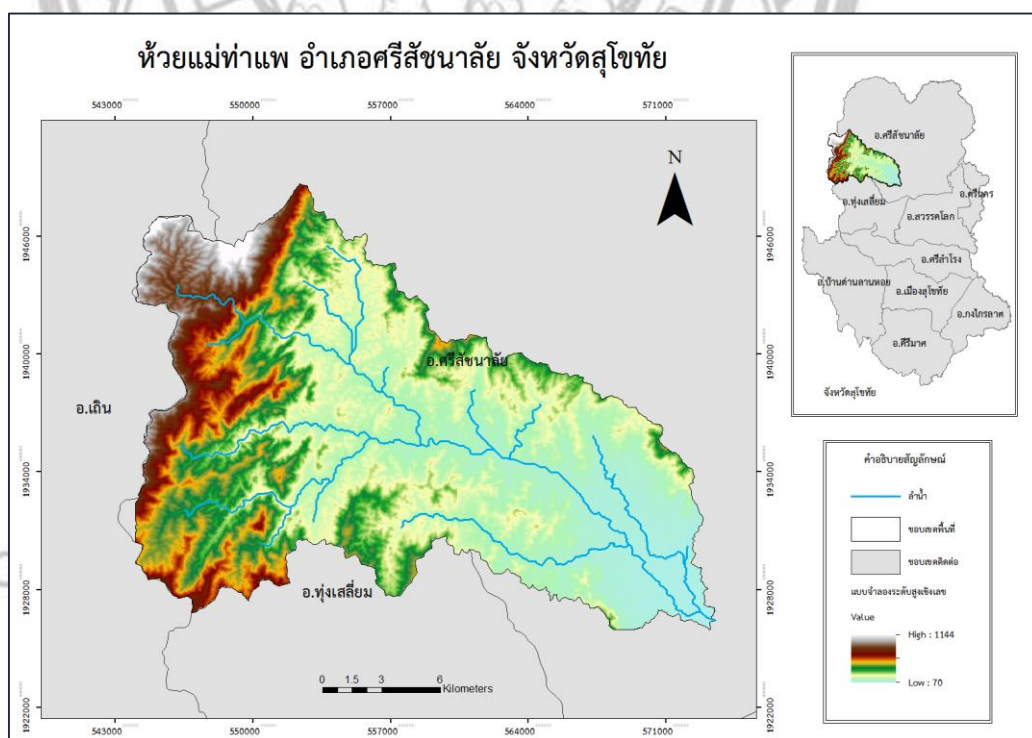 ห้วยแม่ท่าแพ อำเภอศรีสัชนาลัย จังหวัดสุโขทัย
543000 550000 557000 564000 571000
N
1946000 1946000
1940000 1940000
1934000 1934000
1928000 1928000
1922000 1922000
อ.ศรีสัชนาลัย
อ.เถิน
อ.ทุ่งเสลี่ยม
0 1.5 3 6
Kilometers
543000 550000 557000 564000 571000
อ.ศรีสัชนาลัย
อ.ศรีนคร
อ.ทุ่งเสลี่ยม
อ.สวรรคโลก
อ.ศรีสำโรง
อ.บ้านด่านลานหอย
อ.เมืองสุโขทัย
อ.กงไกรลาศ
อ.คีรีมาศ
จังหวัดสุโขทัย
คำอธิบายสัญลักษณ์
ลำน้ำ
ขอบเขตพื้นที่
ขอบเขตติดต่อ
แบบจำลองระดับสูงเชิงเลข
Value
High : 1144
Low : 70